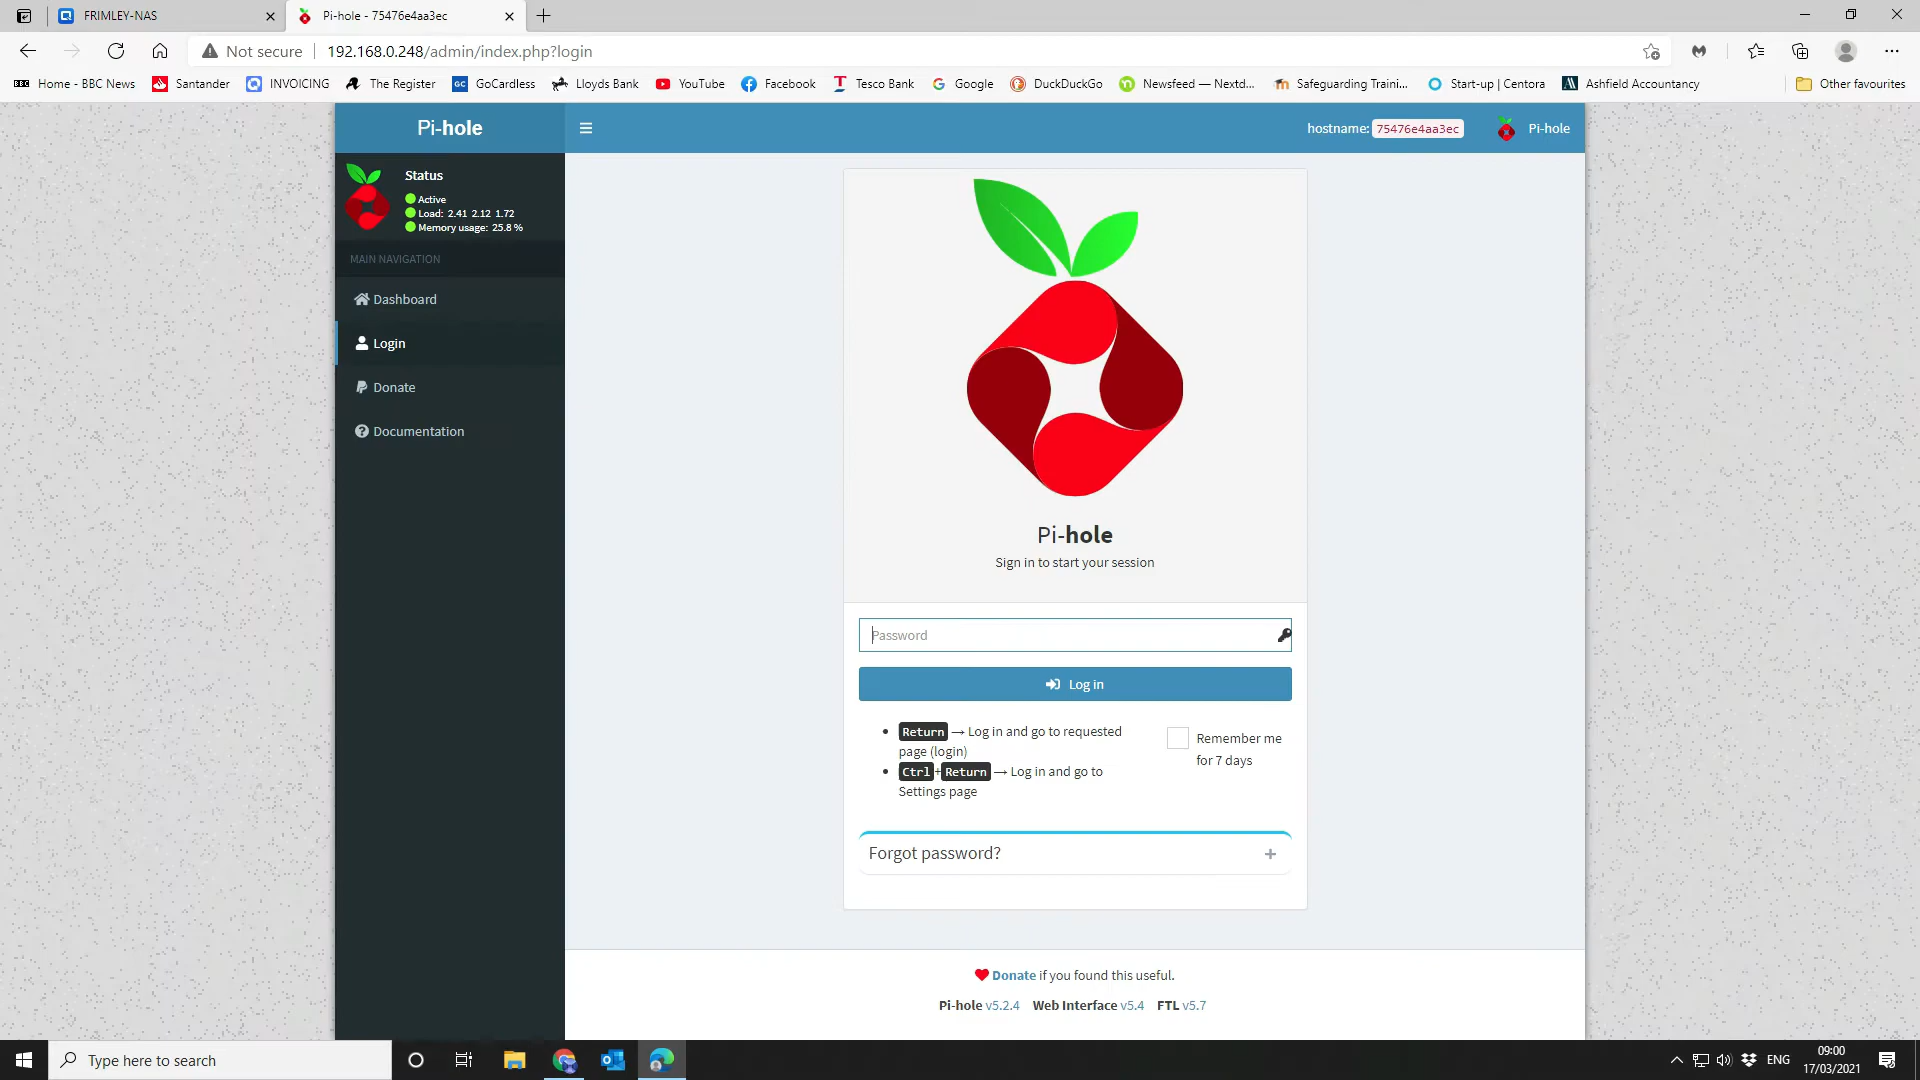 FRIMLEY-NAS
Pi-hole - 75476e4aa3ec
Not secure
192.168.0.248/admin/index.php?login
BBC Home - BBC News
Santander
INVOICING
The Register
GC GoCardless
Lloyds Bank
YouTube
Facebook
Tesco Bank
Google
DuckDuckGo
Newsfeed — Nextd...
Safeguarding Traini...
Start-up | Centora
Ashfield Accountancy
Other favourites
Pi-hole
hostname: 75476e4aa3ec
Pi-hole
Status
Active
Load: 2.41 2.12 1.72
Memory usage: 25.8 %
MAIN NAVIGATION
Dashboard
Login
Donate
Documentation
Pi-hole
Sign in to start your session
Password
Log in
Return → Log in and go to requested
page (login)
Ctrl+Return → Log in and go to
Settings page
Remember me
for 7 days
Forgot password?
Donate if you found this useful.
Pi-hole v5.2.4 Web Interface v5.4 FTL v5.7
Type here to search
ENG
09:00
17/03/2021